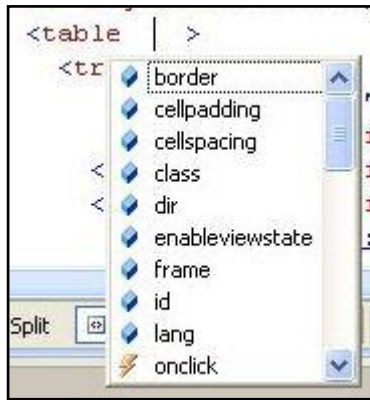 <table >
<tr
border
cellpadding
cellspacing
class
dir
enableviewstate
frame
id
lang
onclick
<
<
Split